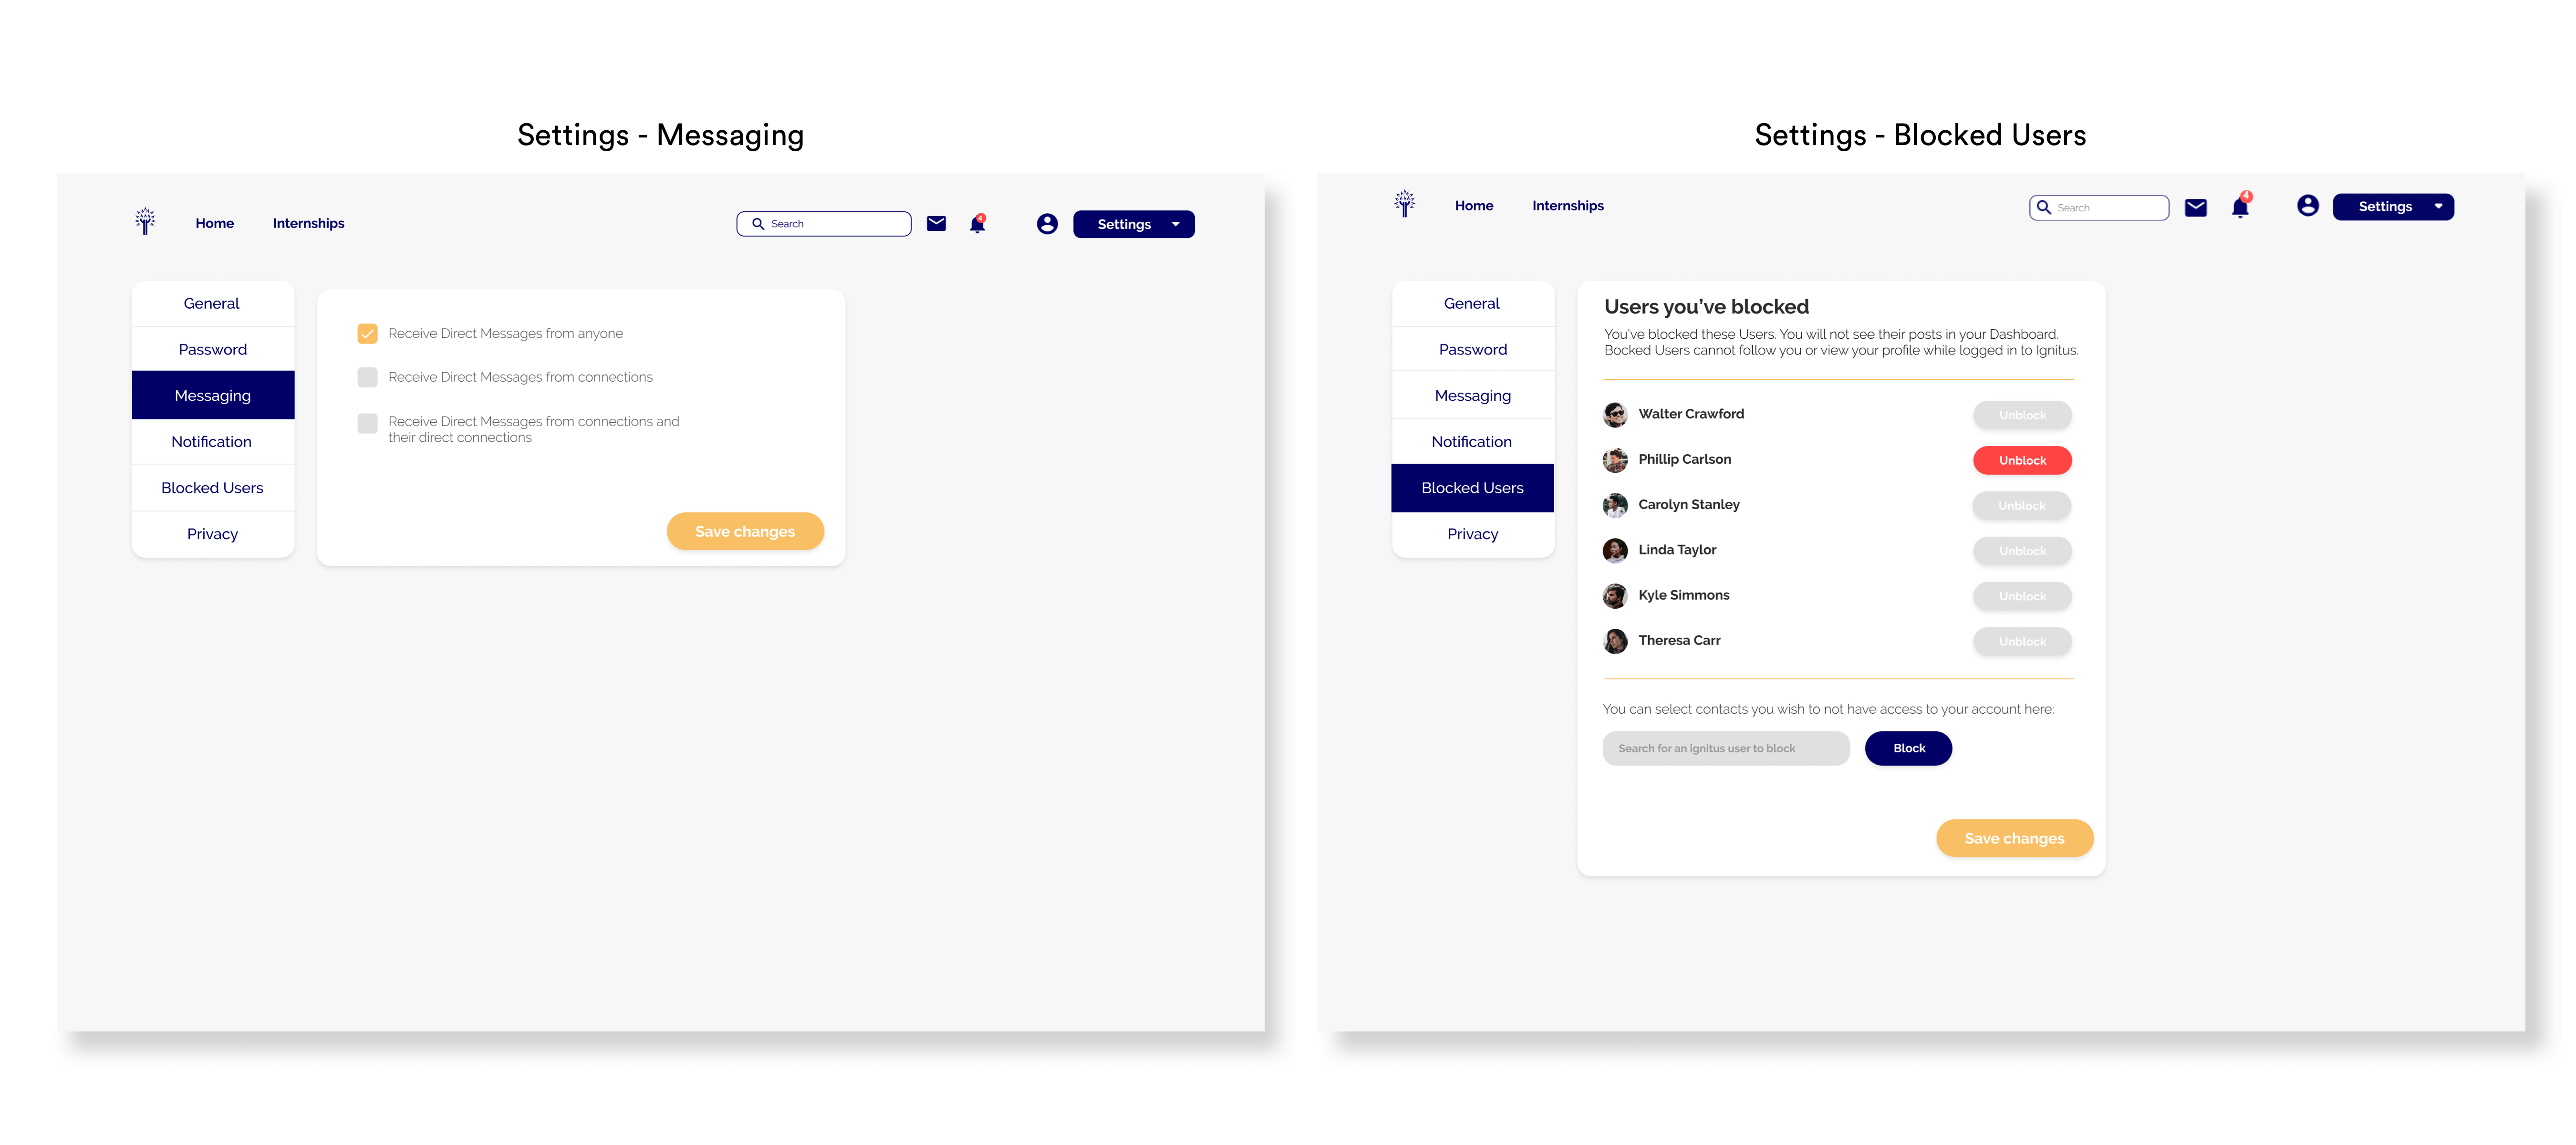 Settings - Messaging
Home
Internships
Search
4
Settings
General
Password
Messaging
Notification
Blocked Users
Privacy
Receive Direct Messages from anyone
Receive Direct Messages from connections
Receive Direct Messages from connections and
their direct connections
Save changes
Settings - Blocked Users
Home
Internships
Search
4
Settings
General
Password
Messaging
Notification
Blocked Users
Privacy
Users you've blocked
You've blocked these Users. You will not see their posts in your Dashboard.
Bocked Users cannot follow you or view your profile while logged in to Ignitus.
Walter Crawford
Unblock
Phillip Carlson
Unblock
Carolyn Stanley
Unblock
Linda Taylor
Unblock
Kyle Simmons
Unblock
Theresa Carr
Unblock
You can select contacts you wish to not have access to your account here:
Search for an ignitus user to block
Block
Save changes